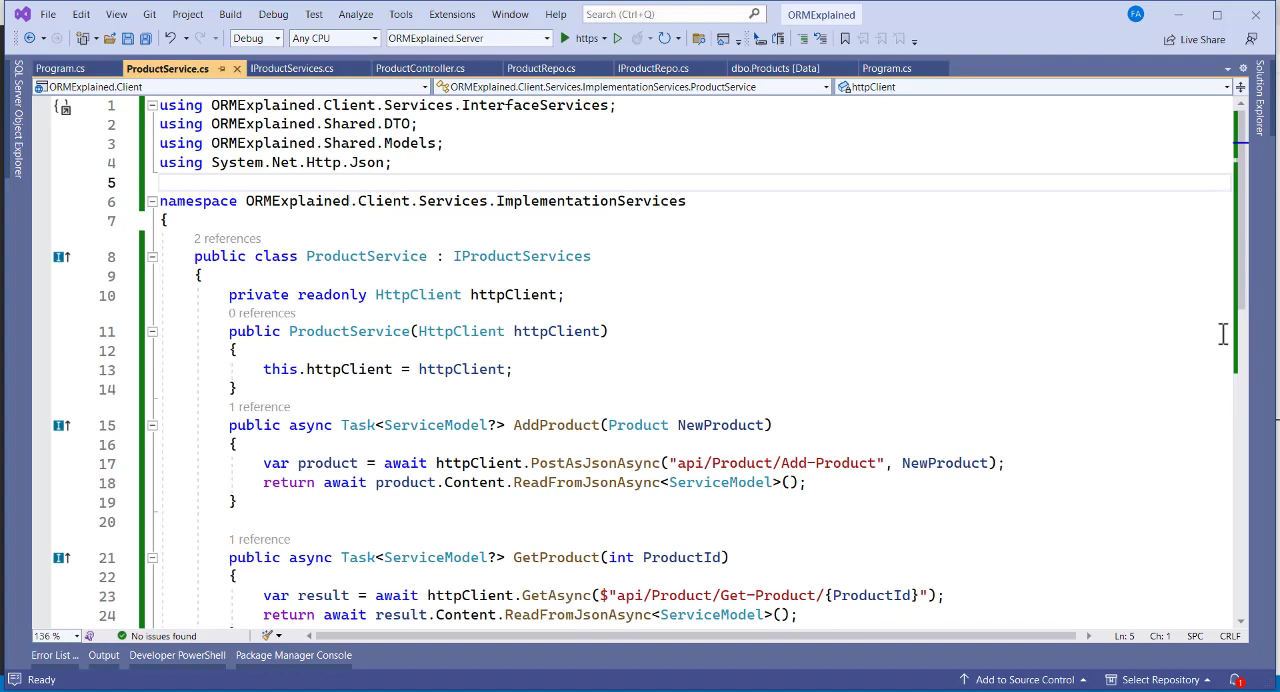 File Edit View Git Project Build Debug Test Analyze Tools Extensions Window Help Search (Ctrl+Q) ORMExplained FA
Debug Any CPU ORMExplained.Server https Live Share
Program.cs ProductService.cs IProductServices.cs ProductController.cs ProductRepo.cs IProductRepo.cs dbo.Products [Data] Program.cs
ORMExplained.Client ORMExplained.Client.Services.ImplementationServices.ProductService httpClient
SQL Server Object Explorer
Solution Explorer
1 using ORMExplained.Client.Services.InterfaceServices;
2 using ORMExplained.Shared.DTO;
3 using ORMExplained.Shared.Models;
4 using System.Net.Http.Json;
5
6 namespace ORMExplained.Client.Services.ImplementationServices
7 {
2 references
8 public class ProductService : IProductServices
9 {
10 private readonly HttpClient httpClient;
0 references
11 public ProductService(HttpClient httpClient)
12 {
13 this.httpClient = httpClient;
14 }
1 reference
15 public async Task<ServiceModel?> AddProduct(Product NewProduct)
16 {
17 var product = await httpClient.PostAsJsonAsync("api/Product/Add-Product", NewProduct);
18 return await product.Content.ReadFromJsonAsync<ServiceModel>();
19 }
20
1 reference
21 public async Task<ServiceModel?> GetProduct(int ProductId)
22 {
23 var result = await httpClient.GetAsync($"api/Product/Get-Product/{ProductId}");
24 return await result.Content.ReadFromJsonAsync<ServiceModel>();
136 % No issues found Ln: 5 Ch: 1 SPC CRLF
Error List ... Output Developer PowerShell Package Manager Console
Ready Add to Source Control Select Repository 1